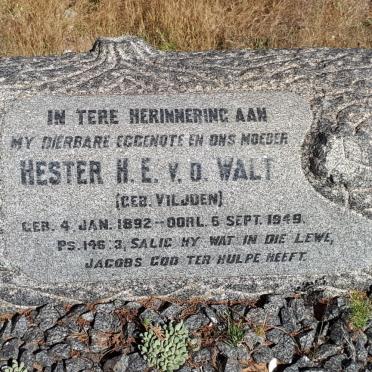 IN TERE HERINNERING AAN
MY DIERBARE EGGENOTE EN ONS MOEDER
HESTER H.E. V.D. WALT
(GEB. VILJOEN)
GEB. 4 JAN. 1892 — OORL. 5 SEPT. 1949.
PS. 146:3, SALIG HY WAT IN DIE LEWE,
JACOBS GOD TER HULPE HEEFT.